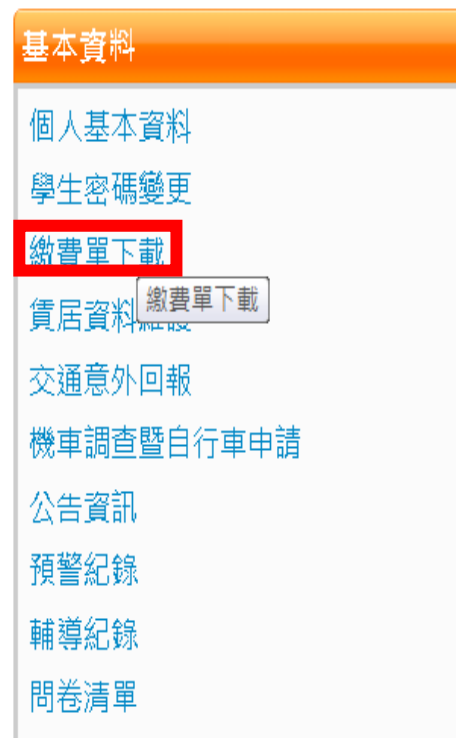 基本資料
個人基本資料
學生密碼變更
繳費單下載
繳費單下載
賃居資料維護
交通意外回報
機車調查暨自行車申請
公告資訊
預警紀錄
輔導紀錄
問卷清單